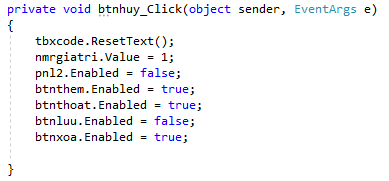 private void btnhuy_Click(object sender, EventArgs e)
{
tbxcode.ResetText();
nmrgiatri.Value = 1;
pnl2.Enabled = false;
btnthem.Enabled = true;
btnthoat.Enabled = true;
btnluu.Enabled = false;
btnxoa.Enabled = true;
}